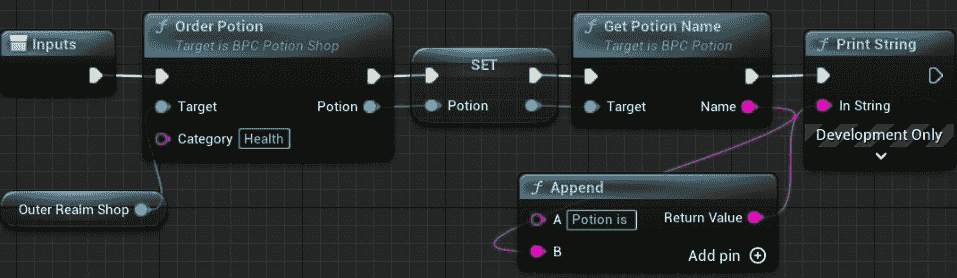 Inputs
Order Potion
Target is BPC Potion Shop
Target
Potion
Category Health
Outer Realm Shop
SET
Potion
Get Potion Name
Target is BPC Potion
Target
Name
Print String
In String
Development Only
Append
A Potion is
Return Value
B
Add pin